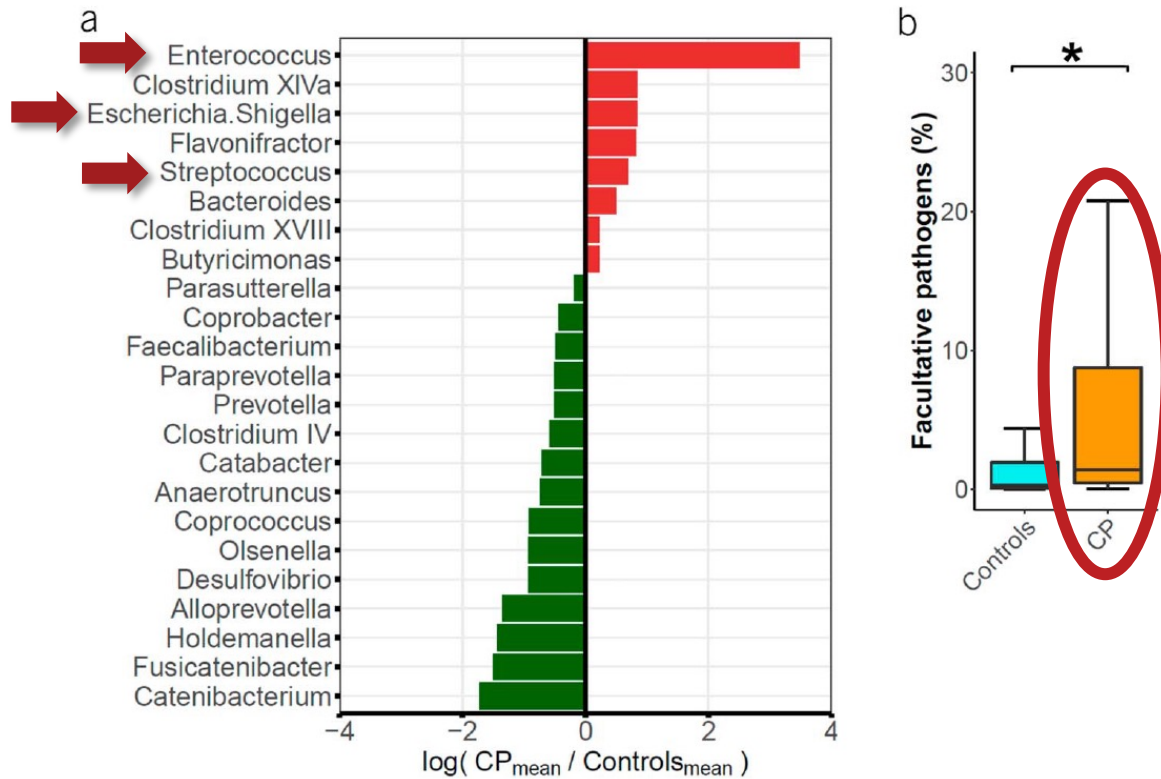 a
Enterococcus
Clostridium XIVa
Escherichia.Shigella
Flavonifractor
Streptococcus
Bacteroides
Clostridium XVIII
Butyricimonas
Parasutterella
Coprobacter
Faecalibacterium
Paraprevotella
Prevotella
Clostridium IV
Catabacter
Anaerotruncus
Coprococcus
Olsenella
Desulfovibrio
Alloprevotella
Holdemanella
Fusicatenibacter
Catenibacterium
−4 −2 0 2 4
log( CPmean / Controlsmean )
b
*
30
20
10
0
Facultative pathogens (%)
Controls
CP